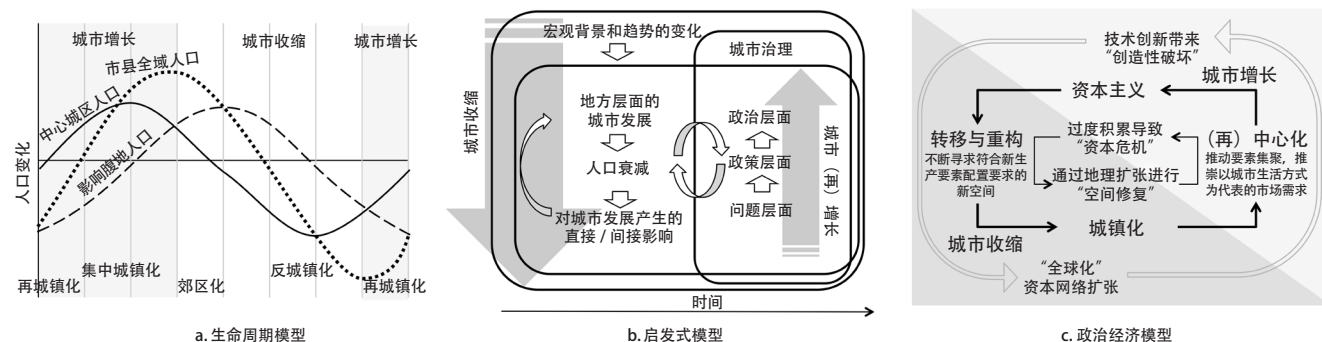 城市增长
城市收缩
城市增长
市县全域人口
中心城区人口
影响腹地人口
人口变化
集中城镇化
反城镇化
再城镇化
郊区化
再城镇化
a. 生命周期模型
宏观背景和趋势的变化
城市治理
城市收缩
地方层面的
城市发展
人口衰减
对城市发展产生的
直接 / 间接影响
政治层面
政策层面
问题层面
城市（再）增长
时间
b. 启发式模型
技术创新带来
“创造性破坏”
城市增长
资本主义
转移与重构
不断寻求符合新生
产要素配置要求的
新空间
过度积累导致
“资本危机”
通过地理扩张进行
“空间修复”
（再）中心化
推动要素集聚，推
崇以城市生活方式
为代表的市场需求
城镇化
城市收缩
“全球化”
资本网络扩张
c. 政治经济模型